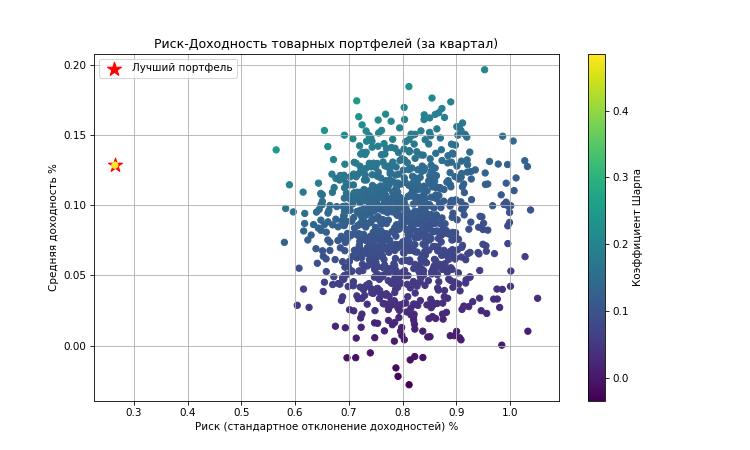 Риск-Доходность товарных портфелей (за квартал)
Лучший портфель
Средняя доходность %
0.20
0.15
0.10
0.05
0.00
0.3 0.4 0.5 0.6 0.7 0.8 0.9 1.0
Риск (стандартное отклонение доходностей) %
0.4
0.3
0.2
0.1
0.0
Коэффициент Шарпа